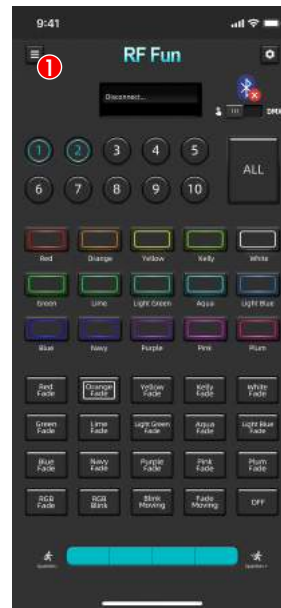 9:41
RF Fun
1
Disconnect...
DMX
1 2 3 4 5
ALL
6 7 8 9 10
Red Orange Yellow Kelly White
Green Lime Light Green Aqua Light Blue
Blue Navy Purple Pink Plum
Red Fade Orange Fade Yellow Fade Kelly Fade White Fade
Green Fade Lime Fade Light Green Fade Aqua Fade Light Blue Fade
Blue Fade Navy Fade Purple Fade Pink Fade Plum Fade
RGB Fade RGB Blink Blink Moving Fade Moving OFF